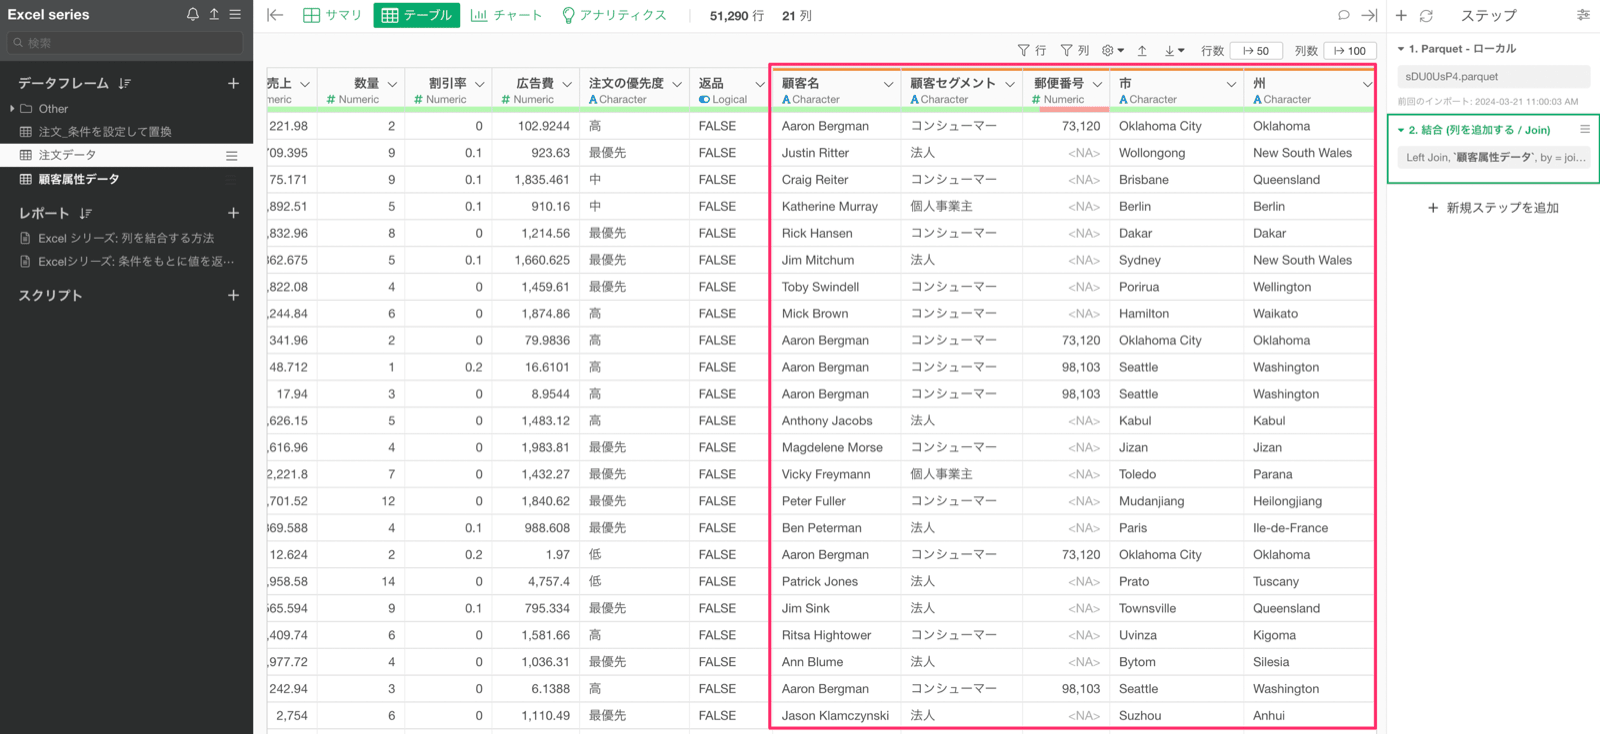 Excel series
サマリ テーブル チャート アナリティクス 51,290 行 21 列
ステップ
検索
行 列 行数 50 列数 100
データフレーム
Other
注文_条件を設定して置換
注文データ
顧客属性データ
レポート
Excel シリーズ: 列を結合する方法
Excelシリーズ: 条件をもとに値を返…
スクリプト
売上 数量 割引率 広告費 注文の優先度 返品 顧客名 顧客セグメント 郵便番号 市 州
neric # Numeric # Numeric # Numeric A Character Logical A Character A Character # Numeric A Character A Character
221.98 2 0 102.9244 高 FALSE Aaron Bergman コンシューマー 73,120 Oklahoma City Oklahoma
709.395 9 0.1 923.63 最優先 FALSE Justin Ritter 法人 <NA> Wollongong New South Wales
75.171 9 0.1 1,835.461 中 FALSE Craig Reiter コンシューマー <NA> Brisbane Queensland
,892.51 5 0.1 910.16 中 FALSE Katherine Murray 個人事業主 <NA> Berlin Berlin
,832.96 8 0 1,214.56 最優先 FALSE Rick Hansen コンシューマー <NA> Dakar Dakar
362.675 5 0.1 1,660.625 最優先 FALSE Jim Mitchum 法人 <NA> Sydney New South Wales
,822.08 4 0 1,459.61 最優先 FALSE Toby Swindell コンシューマー <NA> Porirua Wellington
,244.84 6 0 1,874.86 高 FALSE Mick Brown コンシューマー <NA> Hamilton Waikato
341.96 2 0 79.9836 高 FALSE Aaron Bergman コンシューマー 73,120 Oklahoma City Oklahoma
48.712 1 0.2 16.6101 高 FALSE Aaron Bergman コンシューマー 98,103 Seattle Washington
17.94 3 0 8.9544 高 FALSE Aaron Bergman コンシューマー 98,103 Seattle Washington
,626.15 5 0 1,483.12 高 FALSE Anthony Jacobs 法人 <NA> Kabul Kabul
,616.96 4 0 1,983.81 最優先 FALSE Magdelene Morse コンシューマー <NA> Jizan Jizan
2,221.8 7 0 1,432.27 最優先 FALSE Vicky Freymann 個人事業主 <NA> Toledo Parana
,701.52 12 0 1,840.62 最優先 FALSE Peter Fuller コンシューマー <NA> Mudanjiang Heilongjiang
369.588 4 0.1 988.608 最優先 FALSE Ben Peterman 法人 <NA> Paris Ile-de-France
12.624 2 0.2 1.97 低 FALSE Aaron Bergman コンシューマー 73,120 Oklahoma City Oklahoma
,958.58 14 0 4,757.4 低 FALSE Patrick Jones 法人 <NA> Prato Tuscany
565.594 9 0.1 795.334 最優先 FALSE Jim Sink 法人 <NA> Townsville Queensland
,409.74 6 0 1,581.66 高 FALSE Ritsa Hightower コンシューマー <NA> Uvinza Kigoma
,977.72 4 0 1,036.31 最優先 FALSE Ann Blume 法人 <NA> Bytom Silesia
242.94 3 0 6.1388 高 FALSE Aaron Bergman コンシューマー 98,103 Seattle Washington
2,754 6 0 1,110.49 最優先 FALSE Jason Klamczynski 法人 <NA> Suzhou Anhui
1. Parquet - ローカル
sDU0UsP4.parquet
前回のインポート: 2024-03-21 11:00:03 AM
2. 結合 (列を追加する / Join)
Left Join, `顧客属性データ`, by = joi...
+ 新規ステップを追加